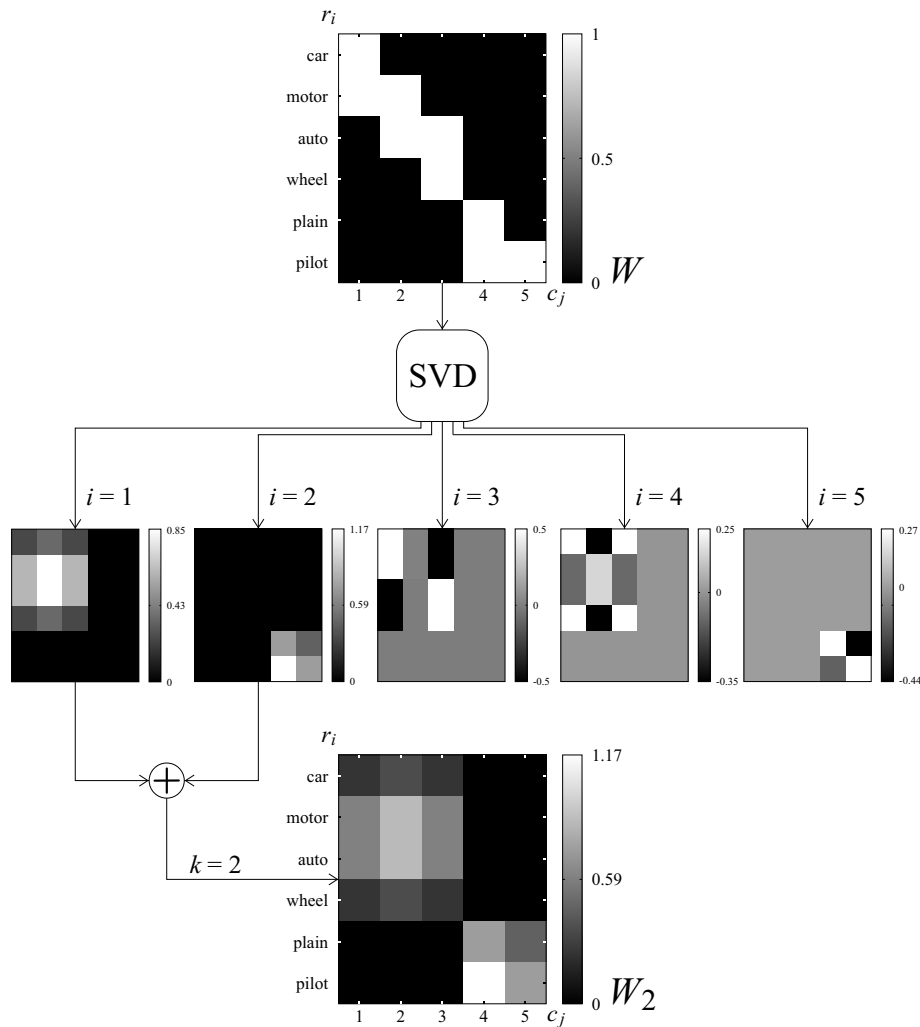 r_i
car
motor
auto
wheel
plain
pilot
1 2 3 4 5 c_j
1
0.5
0
W
SVD
i = 1
i = 2
i = 3
i = 4
i = 5
0.85
0.43
0
1.17
0.59
0
0.5
0
-0.5
0.25
0
-0.35
0.27
0
-0.44
+
k = 2
r_i
car
motor
auto
wheel
plain
pilot
1 2 3 4 5 c_j
1.17
0.59
0
W_2